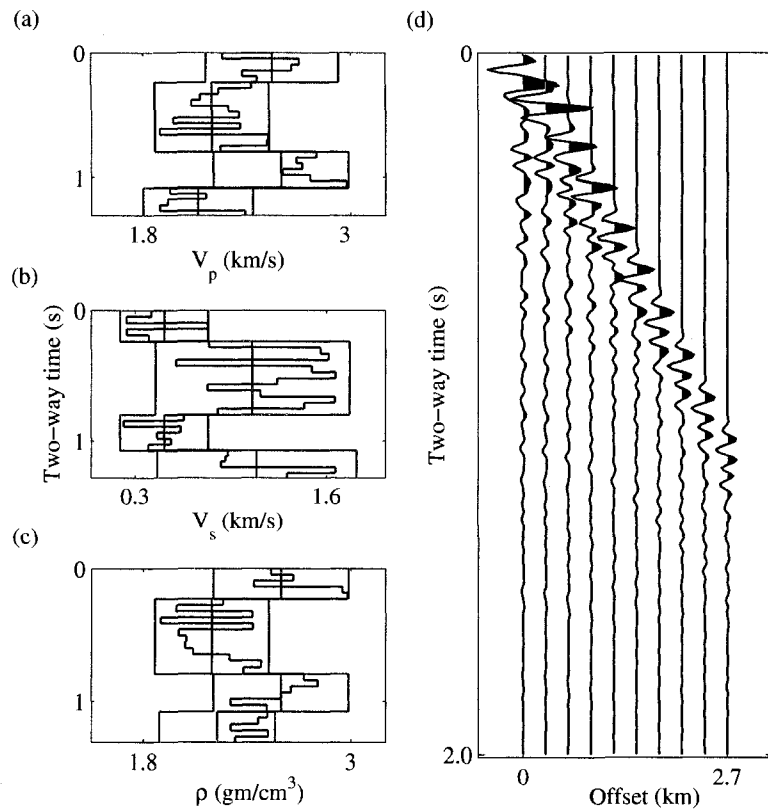 (a)
0
1
1.8
3
V_p (km/s)
(b)
0
1
Two−way time (s)
0.3
1.6
V_s (km/s)
(c)
0
1
1.8
3
ρ (gm/cm³)
(d)
0
Two−way time (s)
2.0
0
2.7
Offset (km)